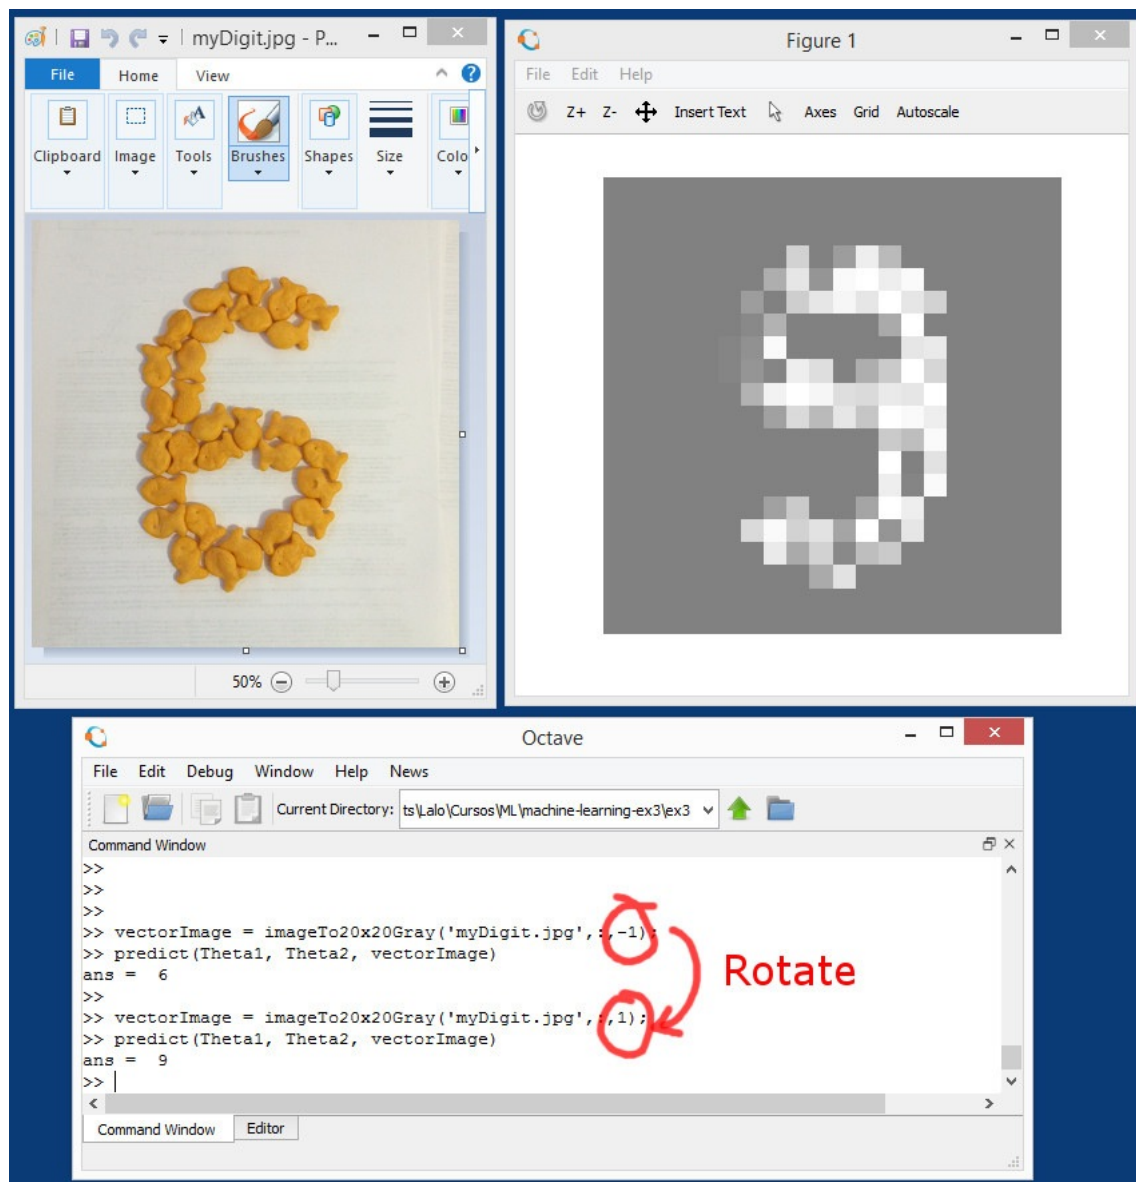 myDigit.jpg - P...
File Home View
Clipboard Image Tools Brushes Shapes Size Colo
50%
Figure 1
File Edit Help
Z+ Z- Insert Text Axes Grid Autoscale
Octave
File Edit Debug Window Help News
Current Directory: ts\Lalo\Cursos\ML\machine-learning-ex3\ex3
Command Window
>>
>>
>>
>> vectorImage = imageTo20x20Gray('myDigit.jpg',:,-1);
>> predict(Theta1, Theta2, vectorImage)
ans = 6
>>
>> vectorImage = imageTo20x20Gray('myDigit.jpg',:,1);
>> predict(Theta1, Theta2, vectorImage)
ans = 9
>>
Rotate
Command Window Editor
6
9